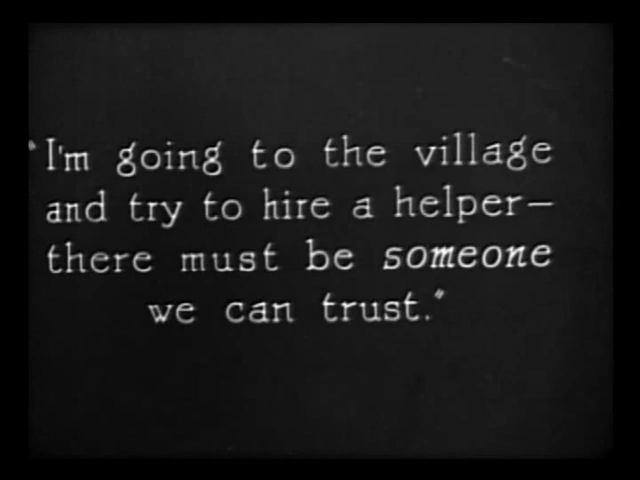 "I'm going to the village
and try to hire a helper—
there must be someone
we can trust."